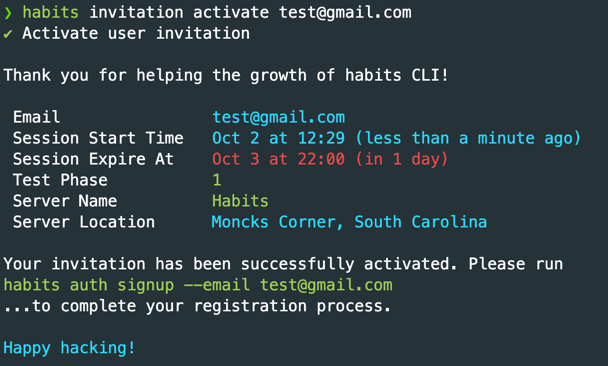 ❯ habits invitation activate test@gmail.com
✔ Activate user invitation
Thank you for helping the growth of habits CLI!
Email test@gmail.com
Session Start Time Oct 2 at 12:29 (less than a minute ago)
Session Expire At Oct 3 at 22:00 (in 1 day)
Test Phase 1
Server Name Habits
Server Location Moncks Corner, South Carolina
Your invitation has been successfully activated. Please run
habits auth signup --email test@gmail.com
...to complete your registration process.
Happy hacking!